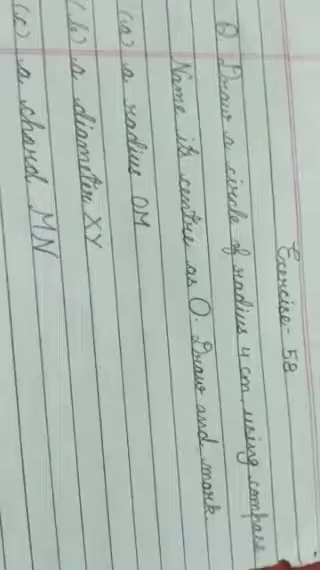 Exercise - 58
Q Draw a circle of radius 4 cm, using compass
Name its centre as O. Draw and mark.
(a) a radius OM
(b) a diameter XY
(c) a chord MN